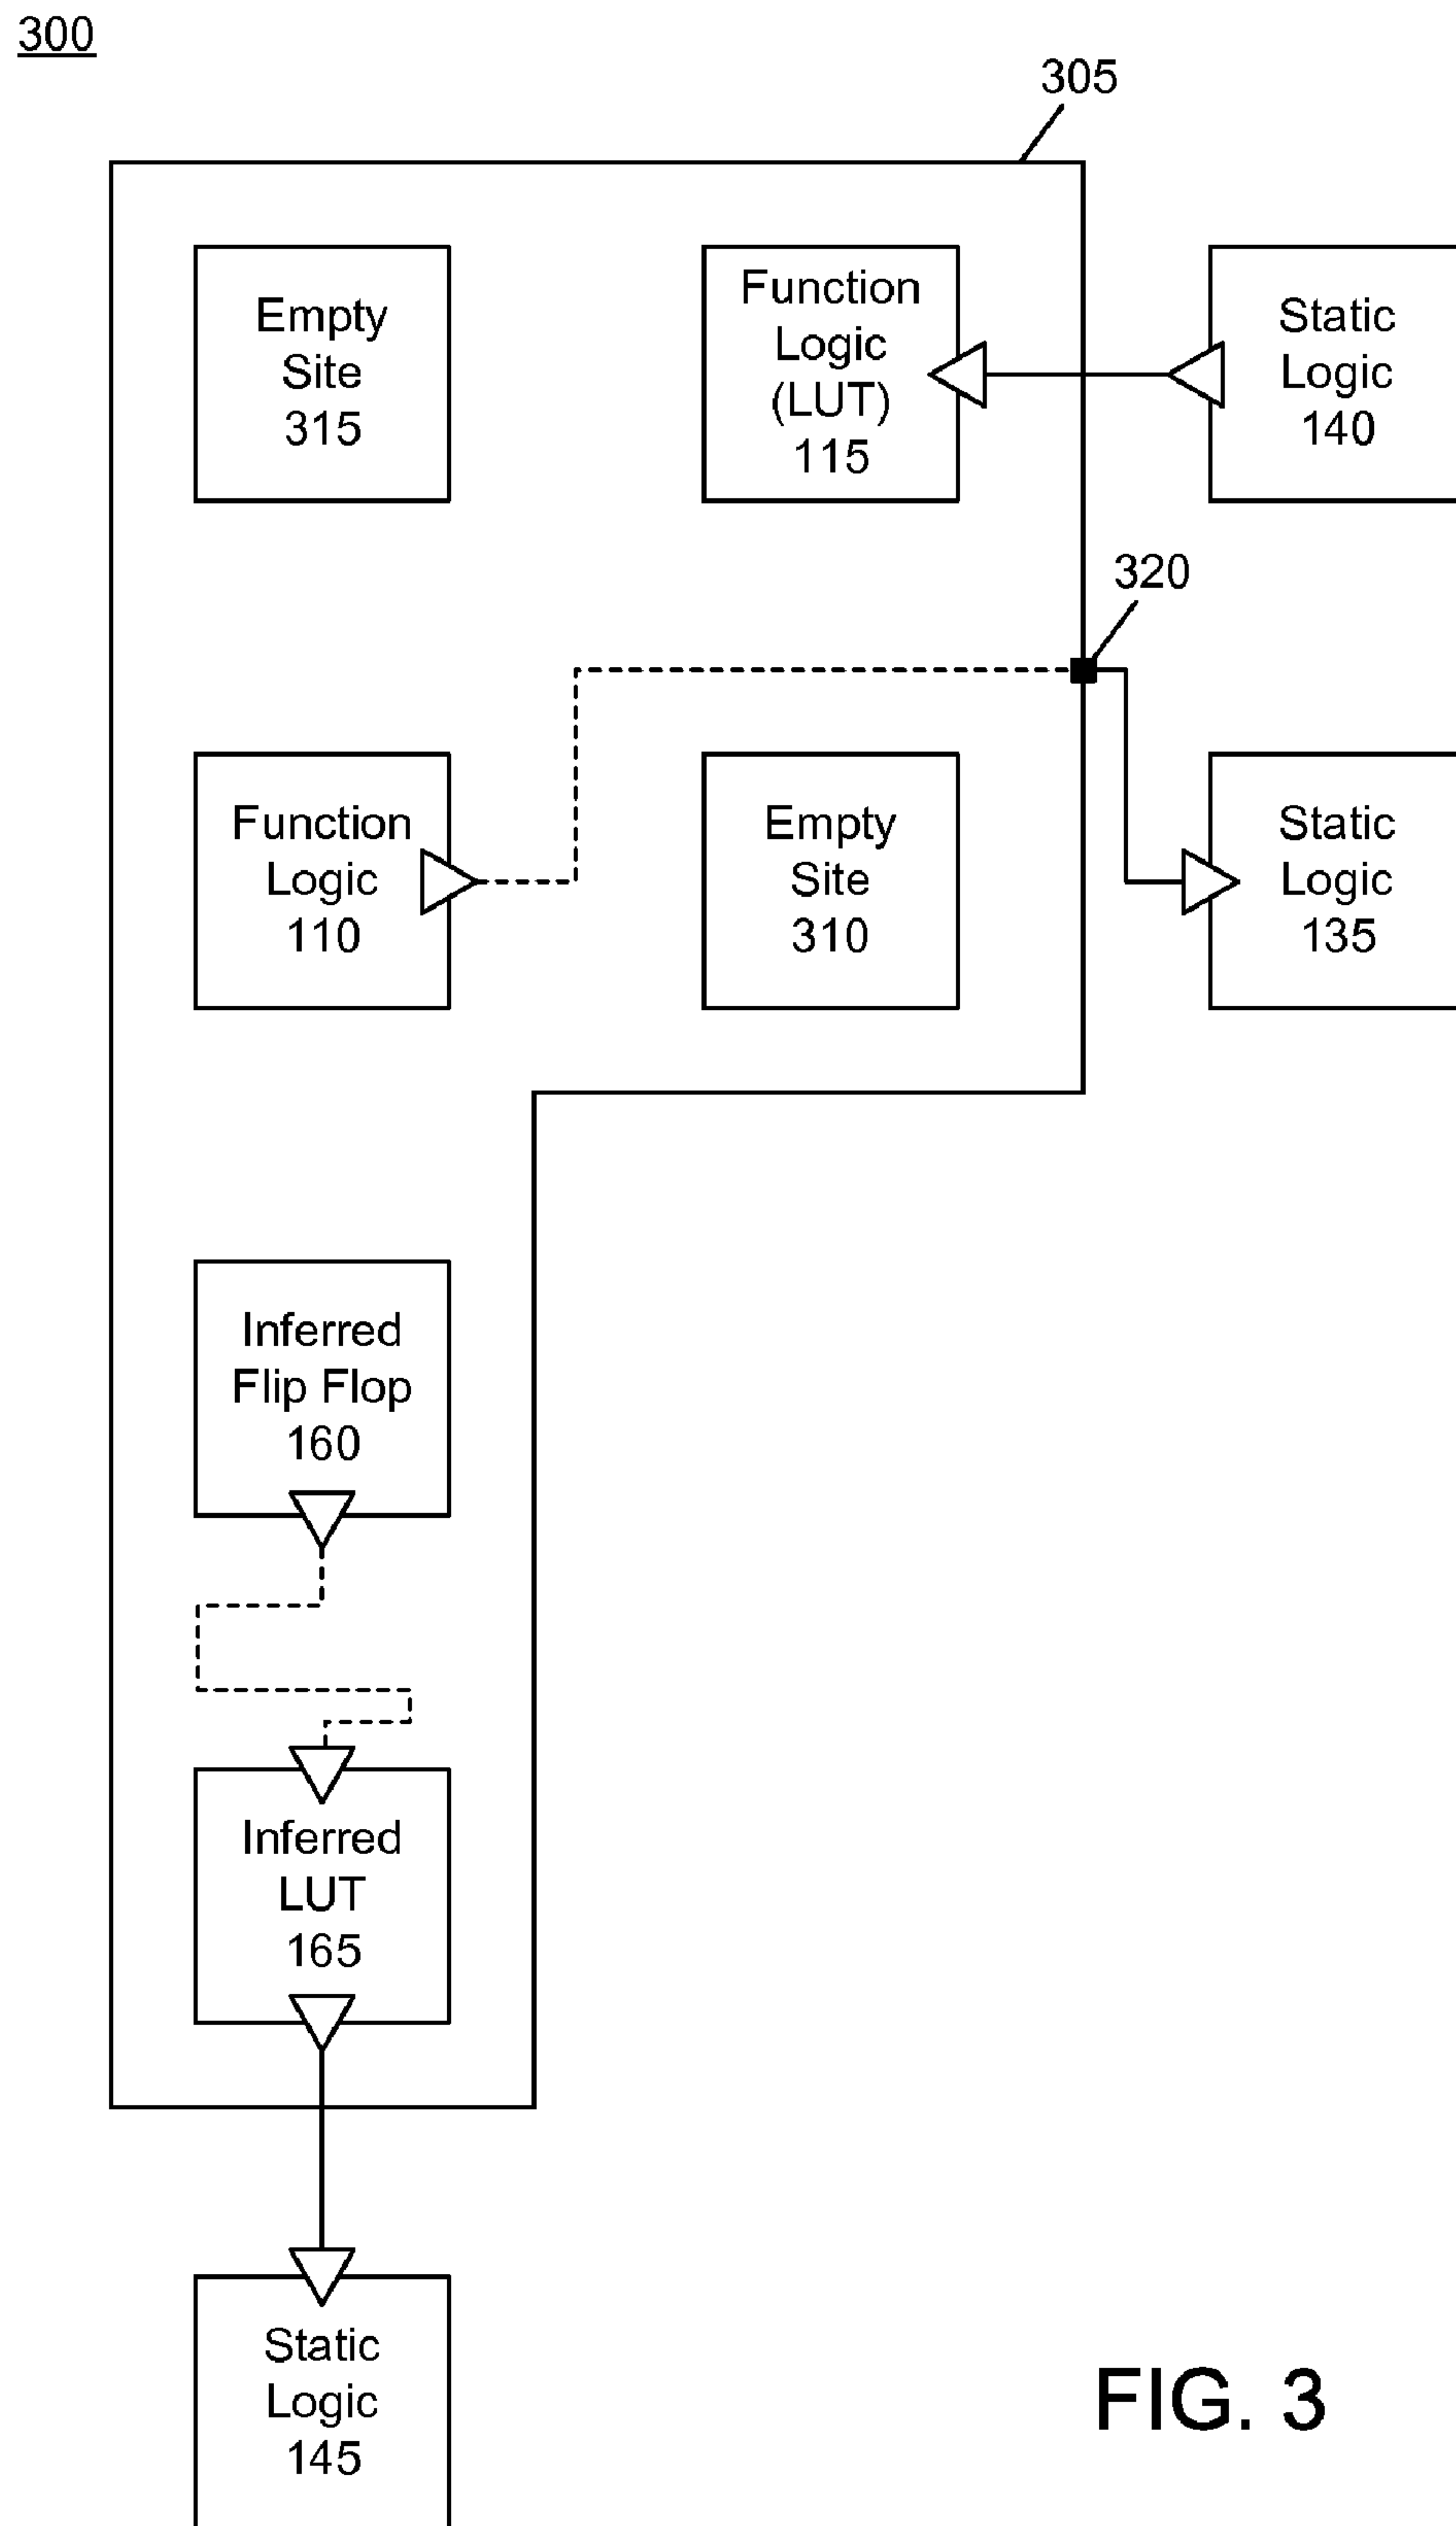 300
305
Empty
Site
315
Function
Logic
(LUT)
115
Static
Logic
140
320
Function
Logic
110
Empty
Site
310
Static
Logic
135
Inferred
Flip Flop
160
Inferred
LUT
165
Static
Logic
145
FIG. 3